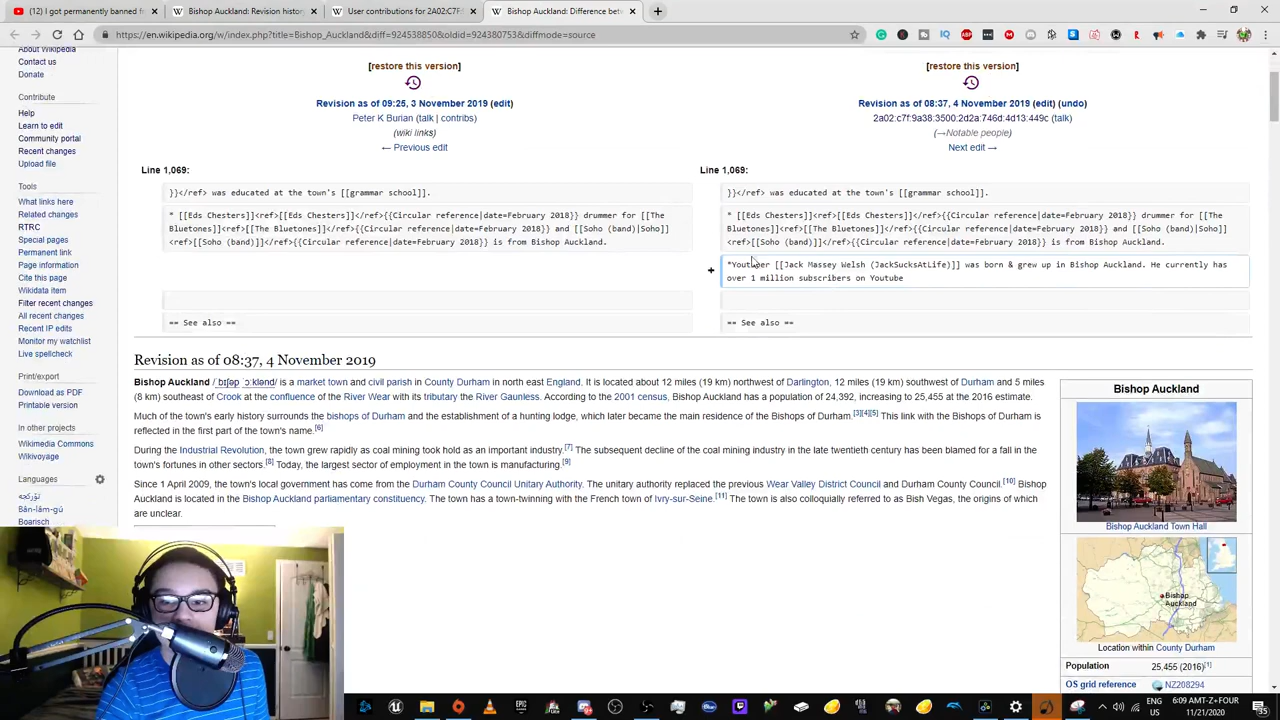 (12) I got permanently banned f
Bishop Auckland: Revision histor
User contributions for 2A02:C7F
Bishop Auckland: Difference betw
https://en.wikipedia.org/w/index.php?title=Bishop_Auckland&diff=924538850&oldid=924380753&diffmode=source
About Wikipedia
Contact us
Donate
Contribute
Help
Learn to edit
Community portal
Recent changes
Upload file
Tools
What links here
Related changes
RTRC
Special pages
Permanent link
Page information
Cite this page
Wikidata item
Filter recent changes
All recent changes
Recent IP edits
Monitor my watchlist
Live spellcheck
Print/export
Download as PDF
Printable version
In other projects
Wikimedia Commons
Wikivoyage
Languages
تۆرکجه
Bân-lâm-gú
Boarisch
[restore this version]
Revision as of 09:25, 3 November 2019 (edit)
Peter K Burian (talk | contribs)
(wiki links)
← Previous edit
[restore this version]
Revision as of 08:37, 4 November 2019 (edit) (undo)
2a02:c7f:9a38:3500:2d2a:746d:4d13:449c (talk)
(→Notable people)
Next edit →
Line 1,069:
}}</ref> was educated at the town's [[grammar school]].
* [[Eds Chesters]]<ref>[[Eds Chesters]]</ref>{{Circular reference|date=February 2018}} drummer for [[The
Bluetones]]<ref>[[The Bluetones]]</ref>{{Circular reference|date=February 2018}} and [[Soho (band)|Soho]]
<ref>[[Soho (band)]]</ref>{{Circular reference|date=February 2018}} is from Bishop Auckland.
== See also ==
Line 1,069:
}}</ref> was educated at the town's [[grammar school]].
* [[Eds Chesters]]<ref>[[Eds Chesters]]</ref>{{Circular reference|date=February 2018}} drummer for [[The
Bluetones]]<ref>[[The Bluetones]]</ref>{{Circular reference|date=February 2018}} and [[Soho (band)|Soho]]
<ref>[[Soho (band)]]</ref>{{Circular reference|date=February 2018}} is from Bishop Auckland.
+ *Youtuber [[Jack Massey Welsh (JackSucksAtLife)]] was born & grew up in Bishop Auckland. He currently has
over 1 million subscribers on Youtube
== See also ==
Revision as of 08:37, 4 November 2019
Bishop Auckland /ˌbɪʃəp ˈɔːklənd/ is a market town and civil parish in County Durham in north east England. It is located about 12 miles (19 km) northwest of Darlington, 12 miles (19 km) southwest of Durham and 5 miles
(8 km) southeast of Crook at the confluence of the River Wear with its tributary the River Gaunless. According to the 2001 census, Bishop Auckland has a population of 24,392, increasing to 25,455 at the 2016 estimate.
Much of the town's early history surrounds the bishops of Durham and the establishment of a hunting lodge, which later became the main residence of the Bishops of Durham.[3][4][5] This link with the Bishops of Durham is
reflected in the first part of the town's name.[6]
During the Industrial Revolution, the town grew rapidly as coal mining took hold as an important industry.[7] The subsequent decline of the coal mining industry in the late twentieth century has been blamed for a fall in the
town's fortunes in other sectors.[8] Today, the largest sector of employment in the town is manufacturing.[9]
Since 1 April 2009, the town's local government has come from the Durham County Council Unitary Authority. The unitary authority replaced the previous Wear Valley District Council and Durham County Council.[10] Bishop
Auckland is located in the Bishop Auckland parliamentary constituency. The town has a town-twinning with the French town of Ivry-sur-Seine.[11] The town is also colloquially referred to as Bish Vegas, the origins of which
are unclear.
Bishop Auckland
Bishop Auckland Town Hall
Bishop
Auckland
Location within County Durham
Population 25,455 (2016)[1]
OS grid reference NZ208294
6:09 AMT-Z+FOUR
11/21/2020